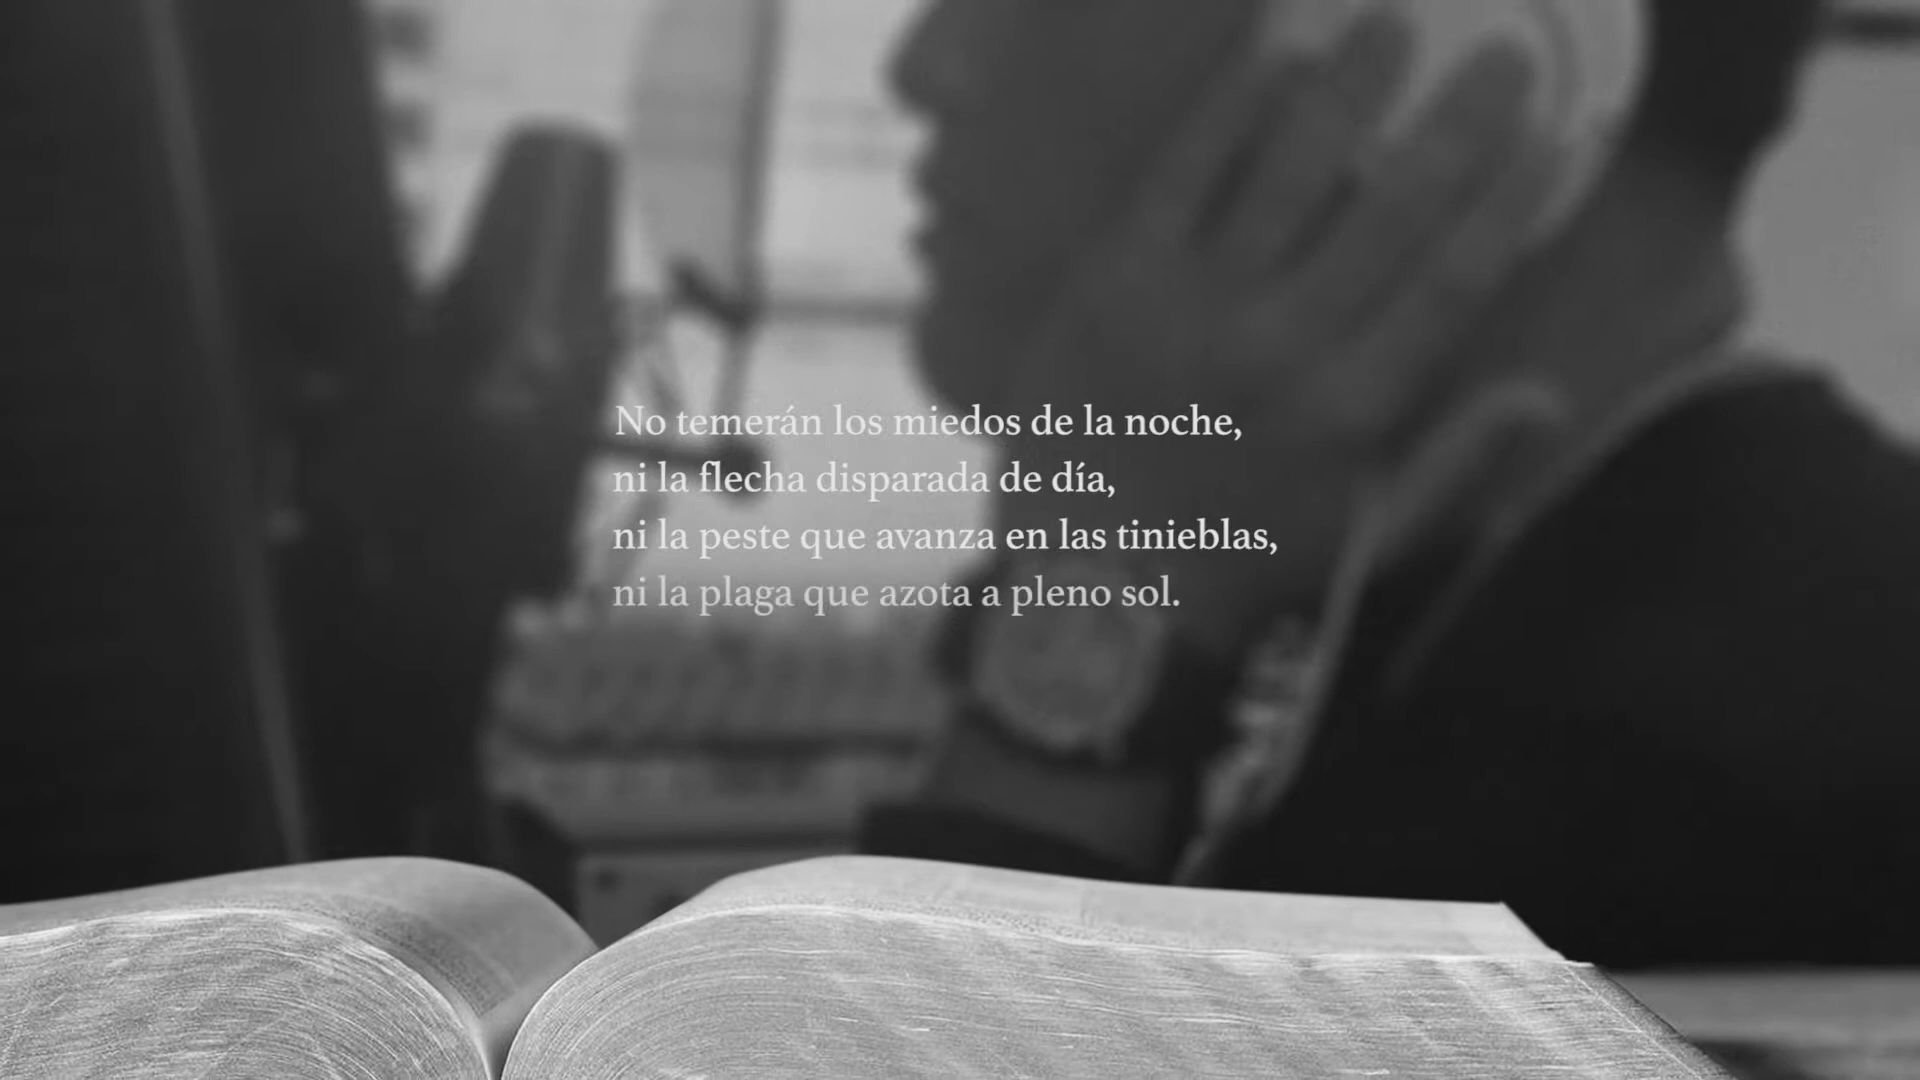 No temerán los miedos de la noche,
ni la flecha disparada de día,
ni la peste que avanza en las tinieblas,
ni la plaga que azota a pleno sol.